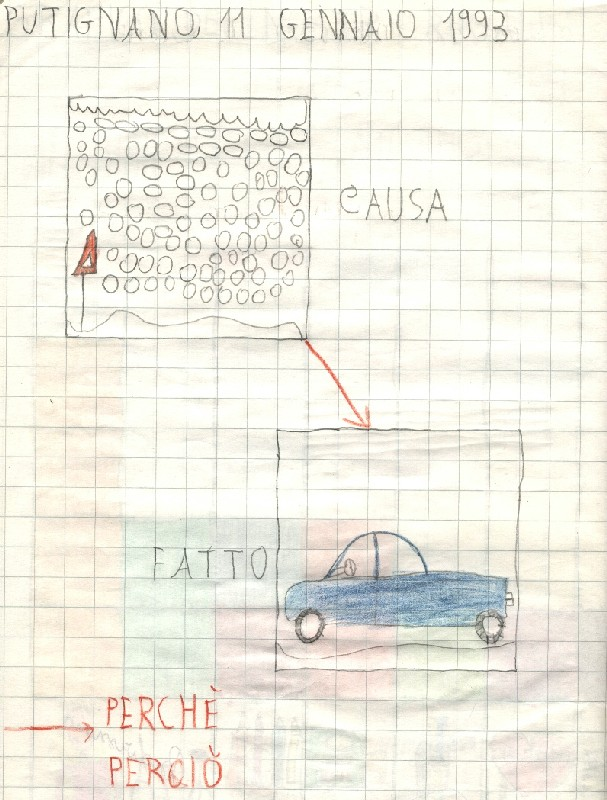 PUTIGNANO, 11 GENNAIO 1993
CAUSA
FATTO
PERCHÈ
PERCIÒ